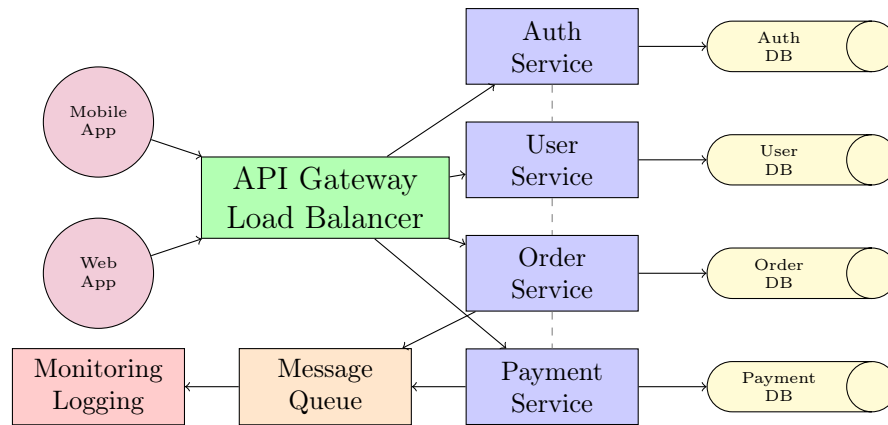 Auth
Service
Auth
DB
Mobile
App
User
Service
User
DB
API Gateway
Load Balancer
Web
App
Order
Service
Order
DB
Monitoring
Logging
Message
Queue
Payment
Service
Payment
DB